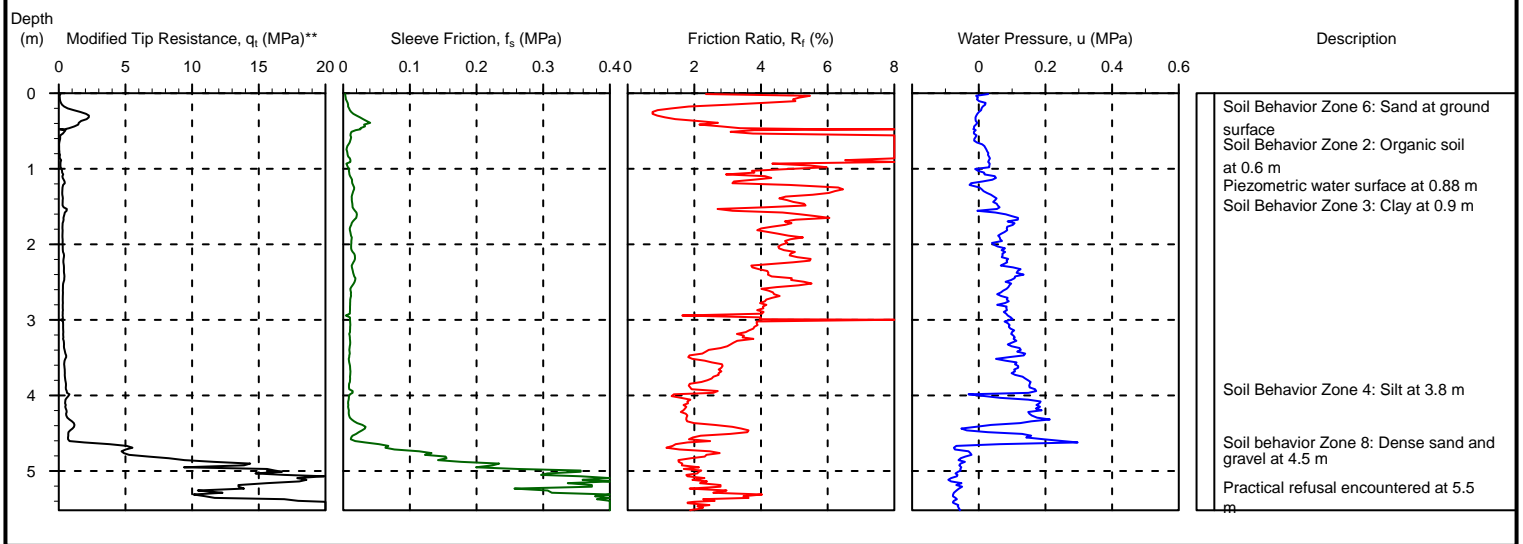 Depth
(m) Modified Tip Resistance, qt (MPa)** Sleeve Friction, fs (MPa) Friction Ratio, Rf (%) Water Pressure, u (MPa) Description
0 5 10 15 20 0 0.1 0.2 0.3 0.4 0 2 4 6 8 0 0.2 0.4 0.6
0
Soil Behavior Zone 6: Sand at ground
surface
Soil Behavior Zone 2: Organic soil
1
at 0.6 m
Piezometric water surface at 0.88 m
Soil Behavior Zone 3: Clay at 0.9 m
2
3
4
Soil Behavior Zone 4: Silt at 3.8 m
Soil behavior Zone 8: Dense sand and
gravel at 4.5 m
5
Practical refusal encountered at 5.5
m